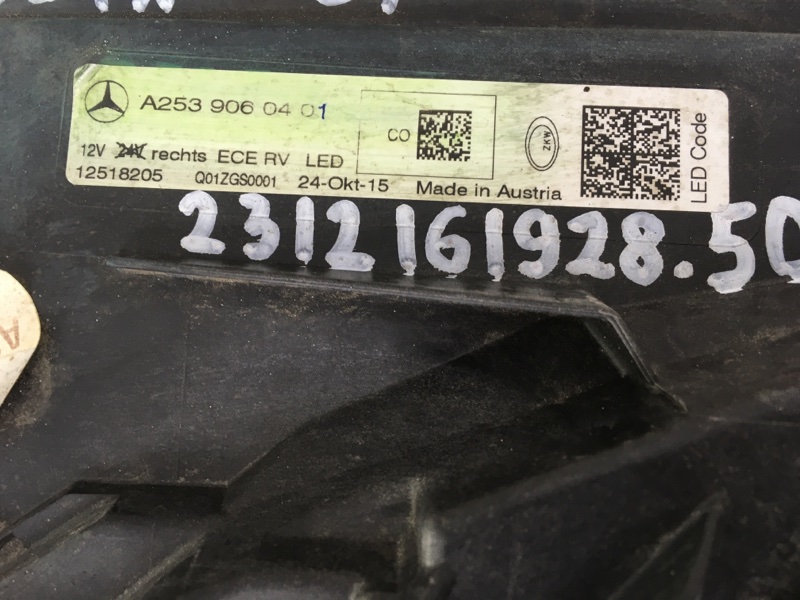 A253 906 04 01
CO
ZKW
LED Code
12V 24V rechts ECE RV LED
12518205 Q01ZGS0001 24-Okt-15 Made in Austria
2312161928.50